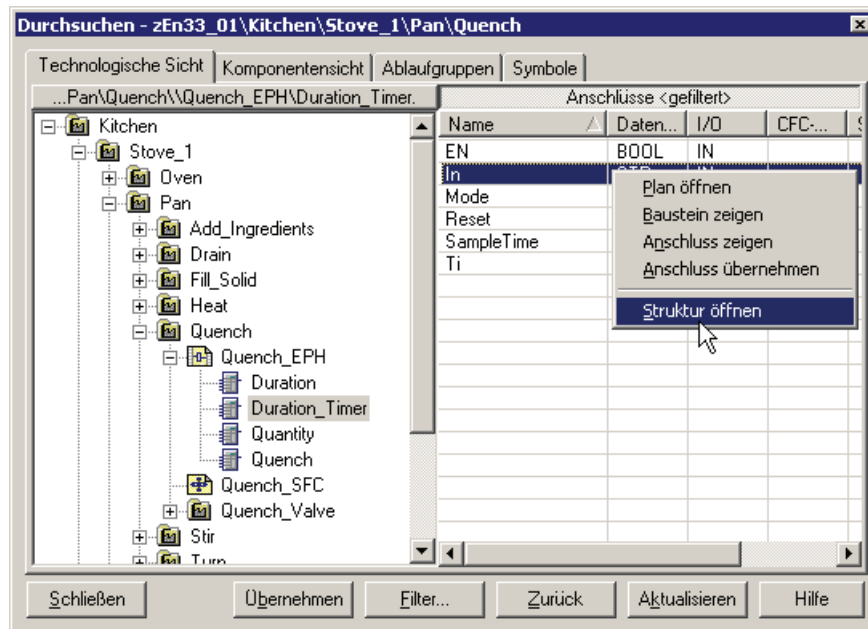 Durchsuchen - zEn33_01\Kitchen\Stove_1\Pan\Quench
Technologische Sicht Komponentensicht Ablaufgruppen Symbole
...Pan\Quench\\Quench_EPH\Duration_Timer.
Kitchen
Stove_1
Oven
Pan
Add_Ingredients
Drain
Fill_Solid
Heat
Quench
Quench_EPH
Duration
Duration_Timer
Quantity
Quench
Quench_SFC
Quench_Valve
Stir
Turn
Anschlüsse <gefiltert>
Name Daten... I/O CFC-...
EN BOOL IN
In
Mode
Reset
SampleTime
Ti
Plan öffnen
Baustein zeigen
Anschluss zeigen
Anschluss übernehmen
Struktur öffnen
Schließen Übernehmen Filter... Zurück Aktualisieren Hilfe